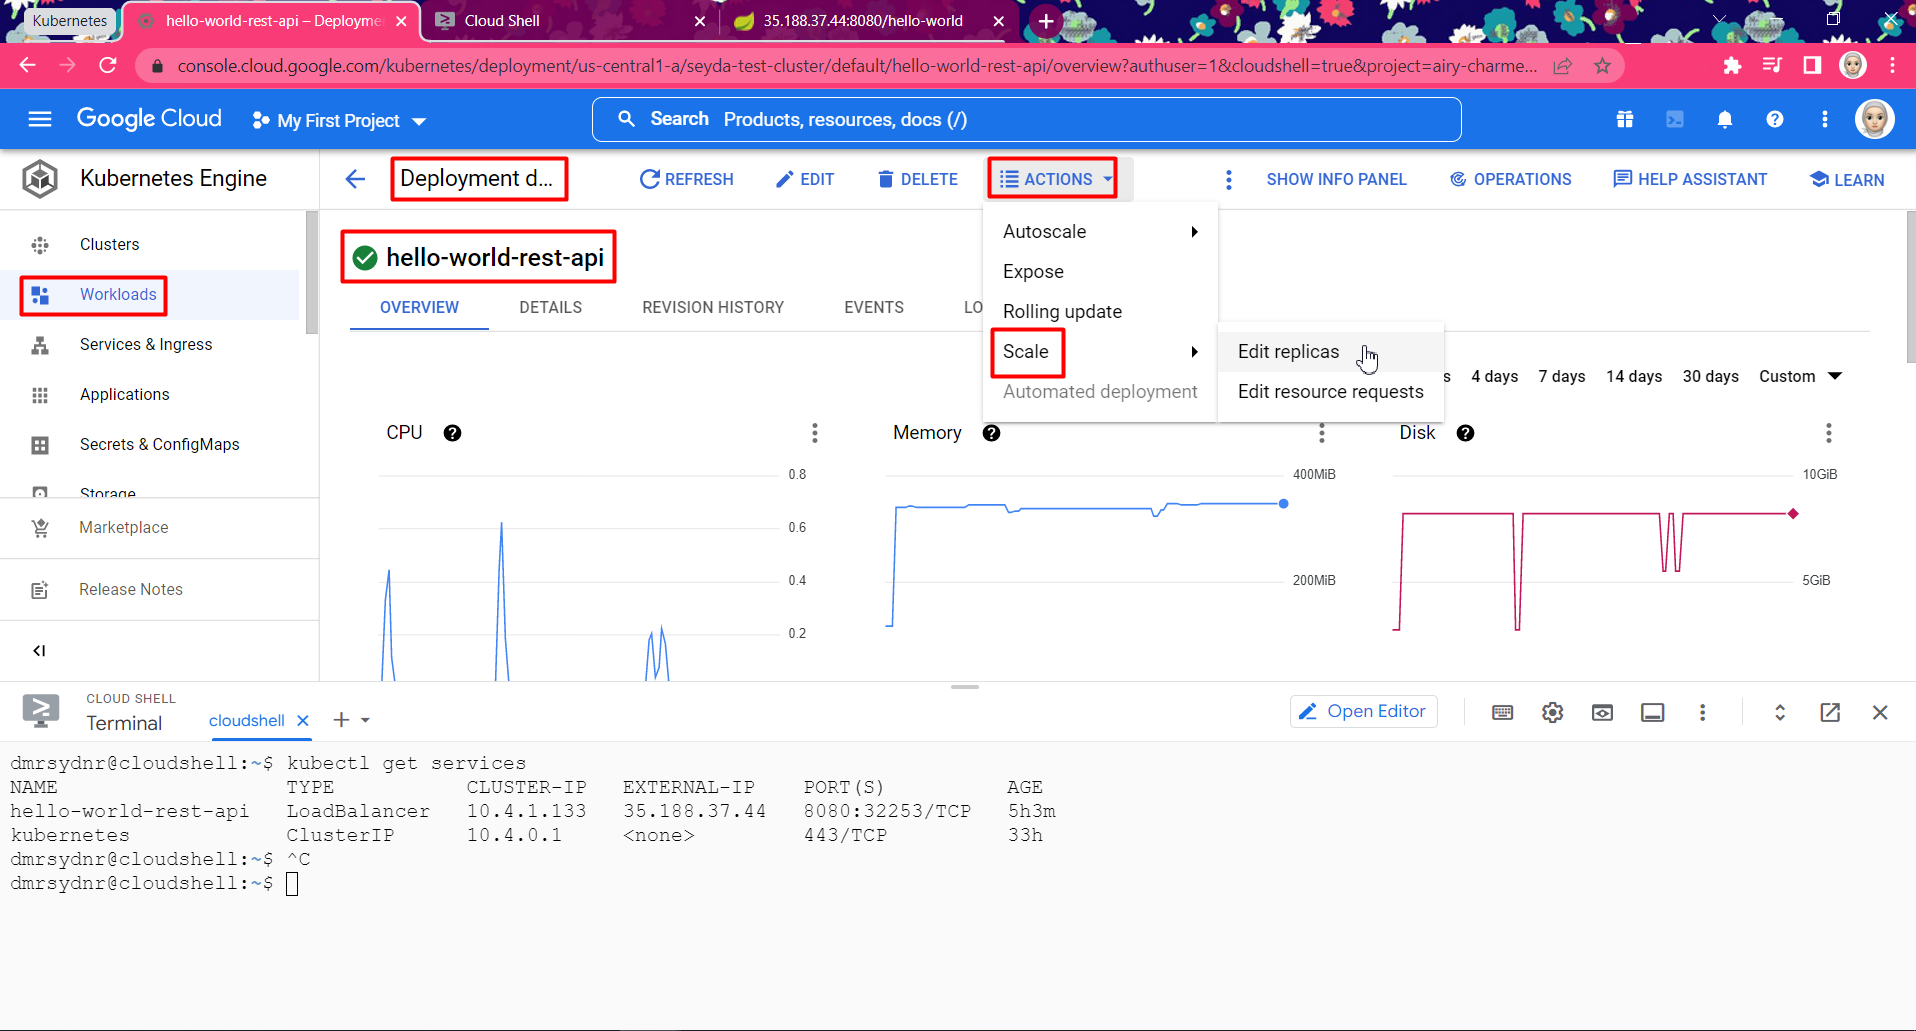 Kubernetes
hello-world-rest-api – Deployme
Cloud Shell
35.188.37.44:8080/hello-world
console.cloud.google.com/kubernetes/deployment/us-central1-a/seyda-test-cluster/default/hello-world-rest-api/overview?authuser=1&cloudshell=true&project=airy-charme...
Google Cloud
My First Project
Search Products, resources, docs (/)
Kubernetes Engine
Deployment d...
REFRESH
EDIT
DELETE
ACTIONS
SHOW INFO PANEL
OPERATIONS
HELP ASSISTANT
LEARN
Clusters
Workloads
Services & Ingress
Applications
Secrets & ConfigMaps
Storage
Marketplace
Release Notes
hello-world-rest-api
OVERVIEW
DETAILS
REVISION HISTORY
EVENTS
LO
Autoscale
Expose
Rolling update
Scale
Automated deployment
Edit replicas
Edit resource requests
s
4 days
7 days
14 days
30 days
Custom
CPU
0.8
0.6
0.4
0.2
Memory
400MiB
200MiB
Disk
10GiB
5GiB
CLOUD SHELL
Terminal
cloudshell
Open Editor
dmrsydnr@cloudshell:~$ kubectl get services
NAME TYPE CLUSTER-IP EXTERNAL-IP PORT(S) AGE
hello-world-rest-api LoadBalancer 10.4.1.133 35.188.37.44 8080:32253/TCP 5h3m
kubernetes ClusterIP 10.4.0.1 <none> 443/TCP 33h
dmrsydnr@cloudshell:~$ ^C
dmrsydnr@cloudshell:~$